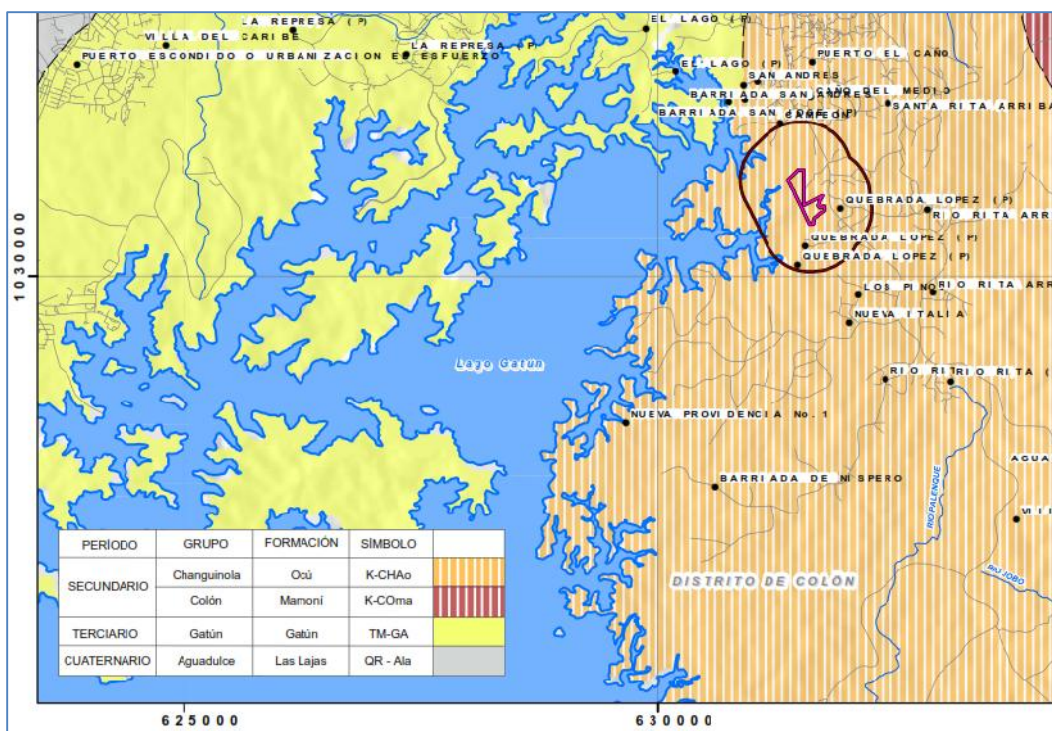 LA REPRESA (P)
VILLA DEL CARIBE
LA REPRESA (P)
PUERTO ESCONDIDO O URBANIZACION EL ESFUERZO
EL LAGO (P)
PUERTO EL CAÑO
EL LAGO (P)
SAN ANDRES
CAÑO DEL MEDIO
BARRIADA SAN ANDRES
SANTA RITA ARRIBA
BARRIADA SAN
CAMPEON
QUEBRADA LOPEZ (P)
RIO RITA ARR
QUEBRADA LOPEZ (P)
QUEBRADA LOPEZ (P)
1030000
LOS PINO
RIO RITA ARR
NUEVA ITALIA
Lago Gatún
RIO RIT
RIO RITA (
NUEVA PROVIDENCIA No. 1
AGUA
BARRIADA DE NISPERO
RIO PALENQUE
VI
DISTRITO DE COLÓN
RIO JOBO
PERÍODO GRUPO FORMACIÓN SÍMBOLO
SECUNDARIO Changuinola Ocú K-CHAo
Colón Mamoní K-COma
TERCIARIO Gatún Gatún TM-GA
CUATERNARIO Aguadulce Las Lajas QR - Ala
625000
630000